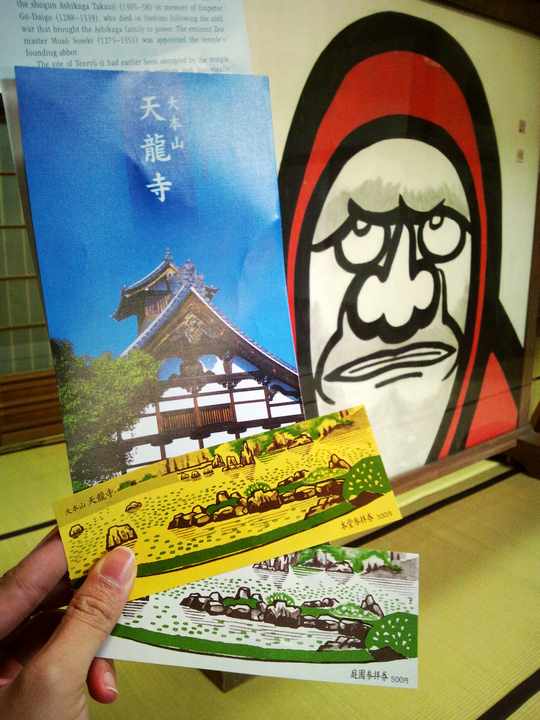 the shogun Ashikaga Takauji (1305-58) in memory of Emperor
Go-Daigo (1288-1339), who died in Yoshino following the civil
war that brought the Ashikaga family to power. The eminent Zen
master Musō Soseki (1275-1351) was appointed the temple's
founding abbot.
The site of Tenryū-ji had earlier been occupied by the temple
大本山
天龍寺
大本山 天龍寺
本堂参拝券 100円
庭園参拝券 500円